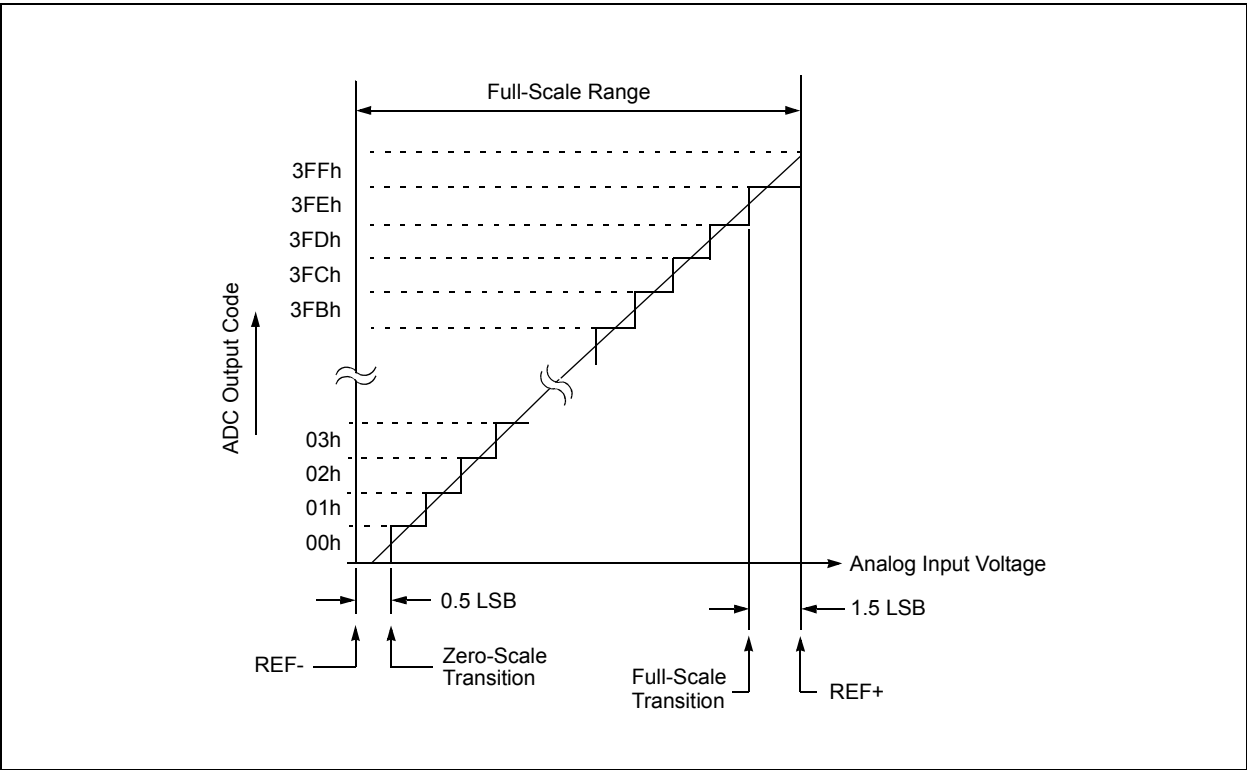 Full-Scale Range
3FFh
3FEh
3FDh
3FCh
3FBh
ADC Output Code
03h
02h
01h
00h
Analog Input Voltage
0.5 LSB
1.5 LSB
REF-
Zero-Scale
Transition
Full-Scale
Transition
REF+